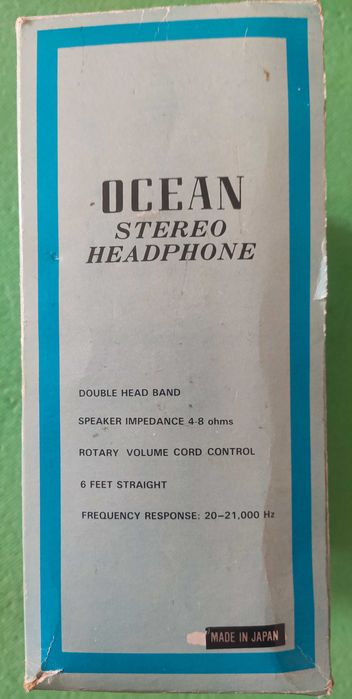 OCEAN
STEREO
HEADPHONE
DOUBLE HEAD BAND
SPEAKER IMPEDANCE 4-8 ohms
ROTARY VOLUME CORD CONTROL
6 FEET STRAIGHT
FREQUENCY RESPONSE: 20-21,000 Hz
MADE IN JAPAN